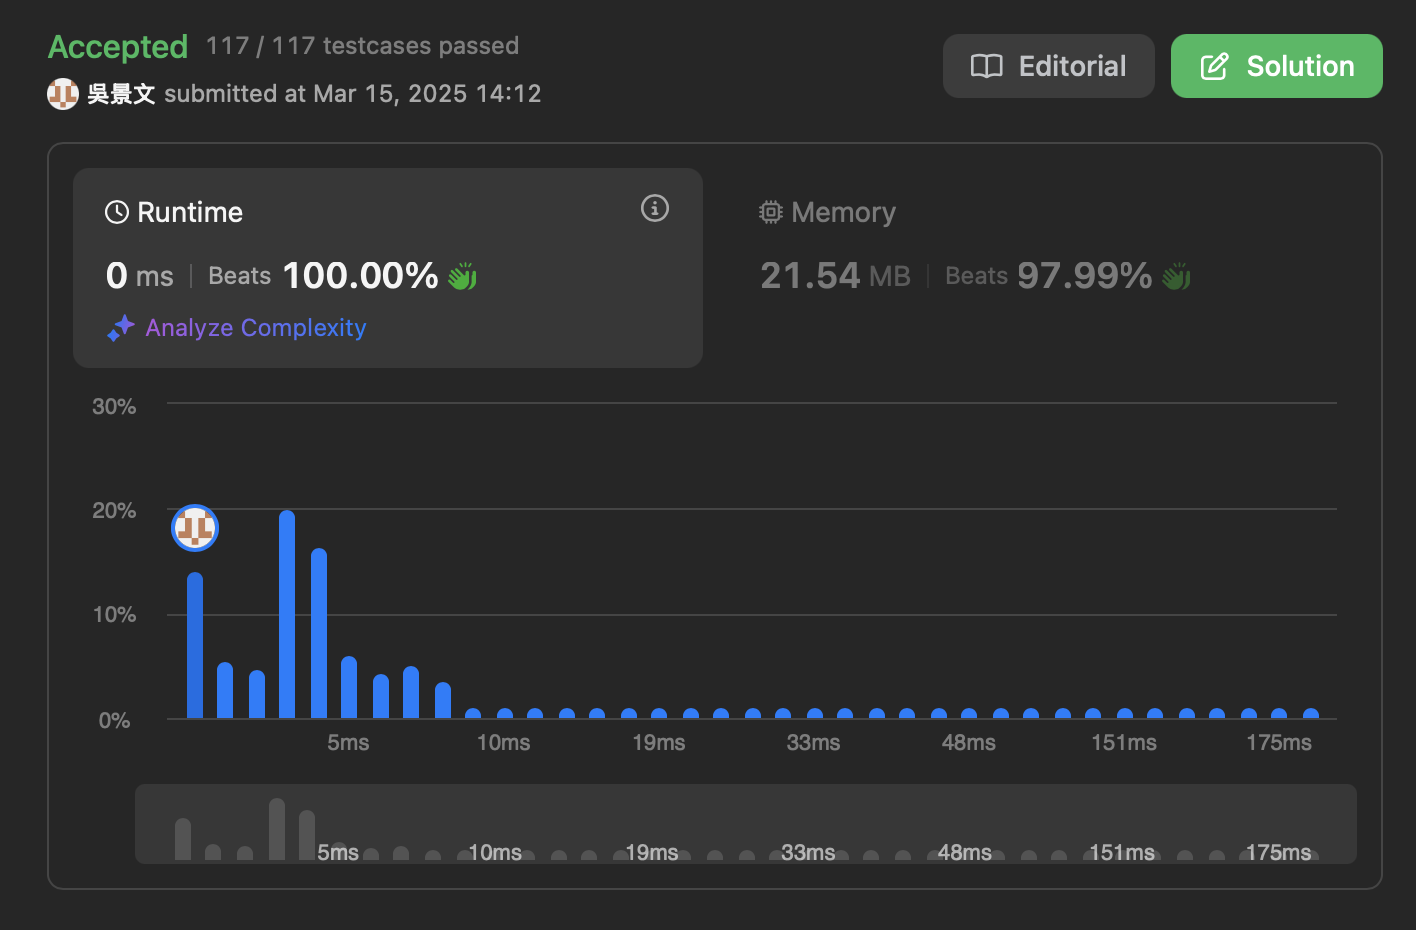 Accepted 117 / 117 testcases passed
吳景文 submitted at Mar 15, 2025 14:12
Editorial
Solution
Runtime
0 ms | Beats 100.00%
Analyze Complexity
Memory
21.54 MB | Beats 97.99%
30%
20%
10%
0%
5ms 10ms 19ms 33ms 48ms 151ms 175ms
5ms 10ms 19ms 33ms 48ms 151ms 175ms